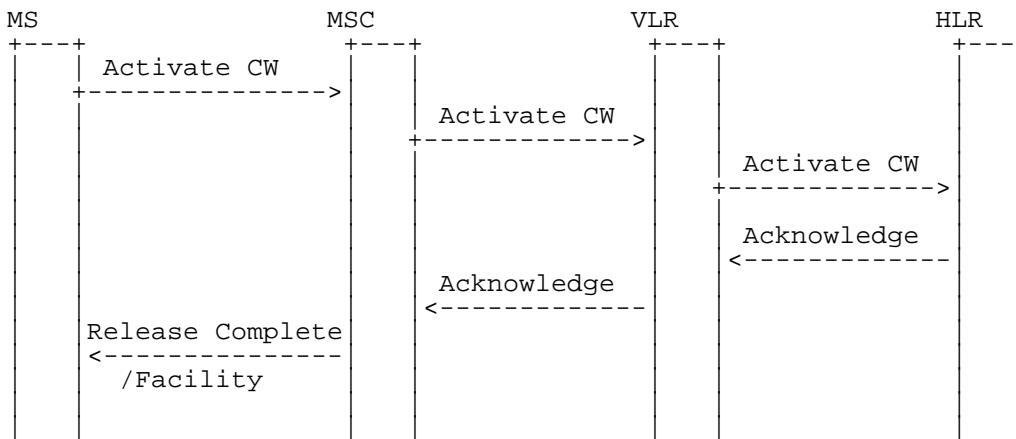 MS MSC VLR HLR
Activate CW
Activate CW
Activate CW
Acknowledge
Acknowledge
Release Complete
/Facility